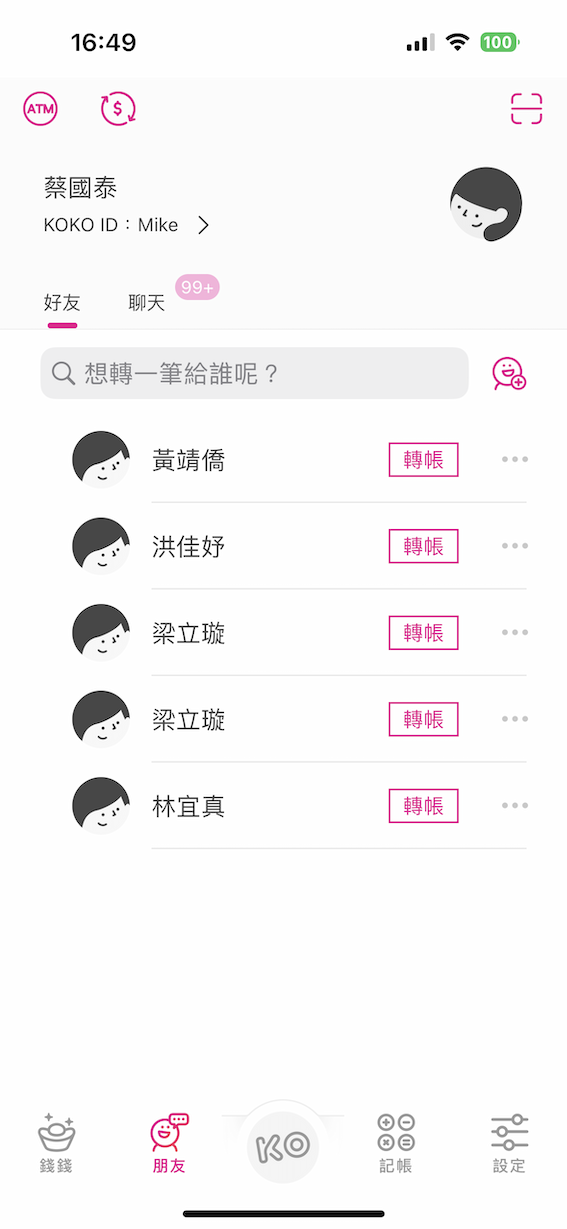 16:49
100
ATM
$
蔡國泰
KOKO ID：Mike
好友
聊天
99+
想轉一筆給誰呢？
黃靖僑
轉帳
洪佳妤
轉帳
梁立璇
轉帳
梁立璇
轉帳
林宜真
轉帳
KO
錢錢
朋友
記帳
設定